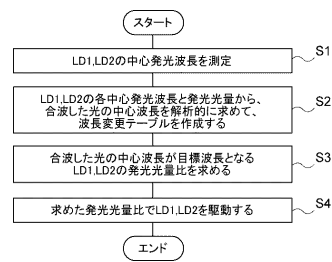 スタート
S1
LD1,LD2の中心発光波長を測定
S2
LD1,LD2の各中心発光波長と発光光量から、
合波した光の中心波長を解析的に求めて、
波長変更テーブルを作成する
S3
合波した光の中心波長が目標波長となる
LD1,LD2の発光光量比を求める
S4
求めた発光光量比でLD1,LD2を駆動する
エンド